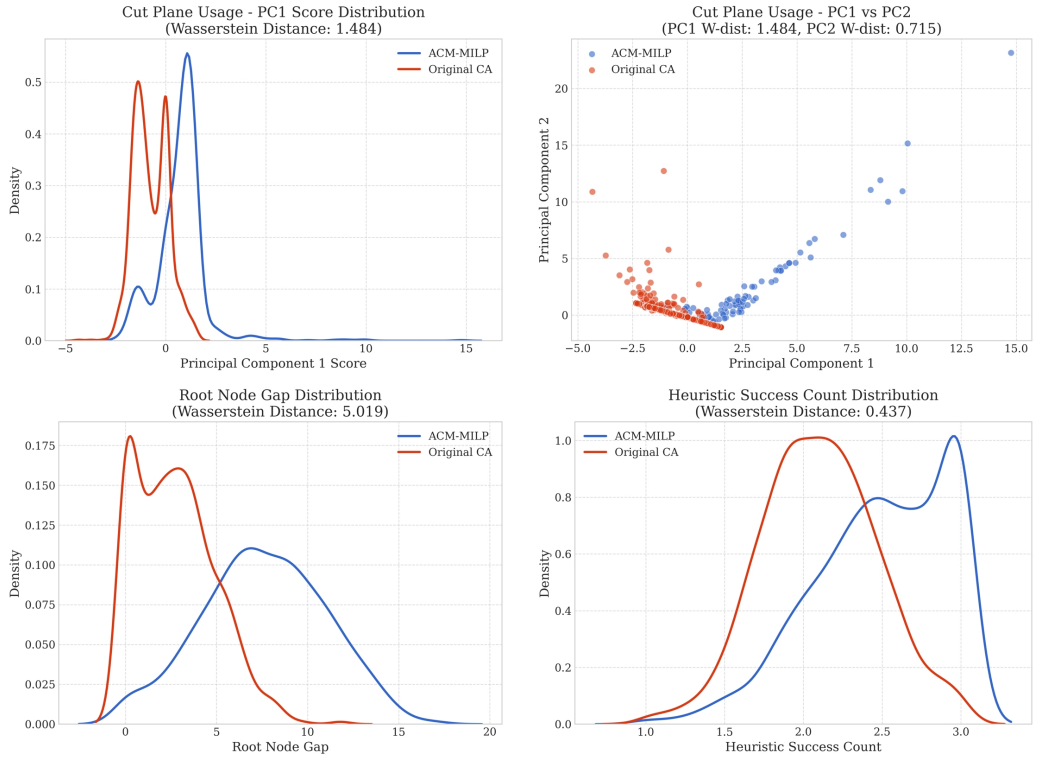 Cut Plane Usage - PC1 Score Distribution
(Wasserstein Distance: 1.484)
Density
0.5
0.4
0.3
0.2
0.1
0.0
ACM-MILP
Original CA
−5
0
5
10
15
Principal Component 1 Score
Cut Plane Usage - PC1 vs PC2
(PC1 W-dist: 1.484, PC2 W-dist: 0.715)
Principal Component 2
20
15
10
5
0
ACM-MILP
Original CA
−5.0
−2.5
0.0
2.5
5.0
7.5
10.0
12.5
15.0
Principal Component 1
Root Node Gap Distribution
(Wasserstein Distance: 5.019)
Density
0.175
0.150
0.125
0.100
0.075
0.050
0.025
0.000
ACM-MILP
Original CA
0
5
10
15
20
Root Node Gap
Heuristic Success Count Distribution
(Wasserstein Distance: 0.437)
Density
1.0
0.8
0.6
0.4
0.2
0.0
ACM-MILP
Original CA
1.0
1.5
2.0
2.5
3.0
Heuristic Success Count